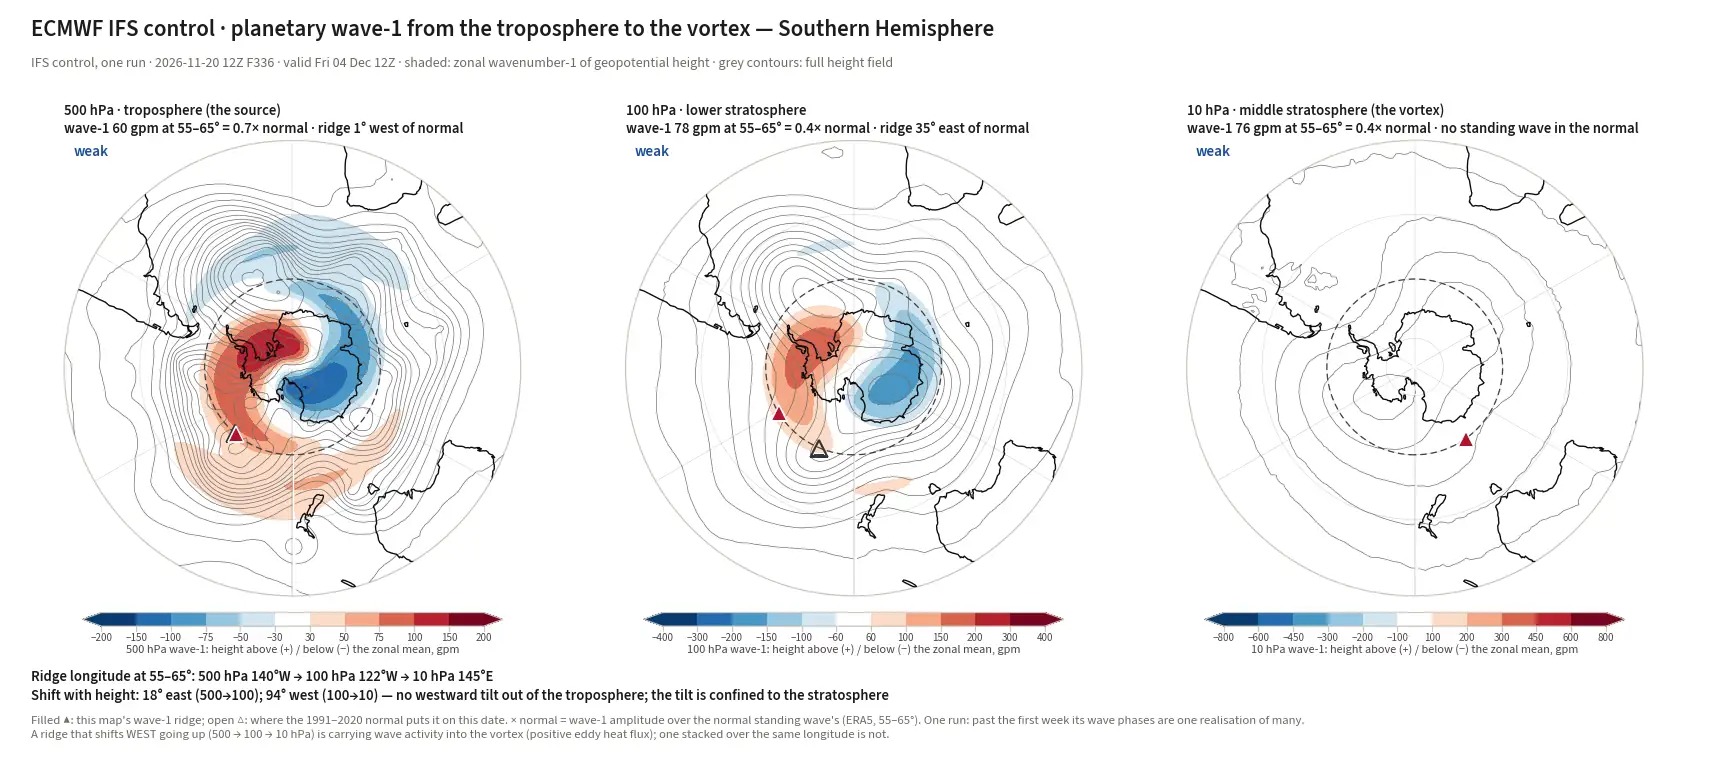 ECMWF IFS control · planetary wave-1 from the troposphere to the vortex — Southern Hemisphere
IFS control, one run · 2026-11-20 12Z F336 · valid Fri 04 Dec 12Z · shaded: zonal wavenumber-1 of geopotential height · grey contours: full height field
500 hPa · troposphere (the source)
wave-1 60 gpm at 55–65° = 0.7× normal · ridge 1° west of normal
weak
100 hPa · lower stratosphere
wave-1 78 gpm at 55–65° = 0.4× normal · ridge 35° east of normal
weak
10 hPa · middle stratosphere (the vortex)
wave-1 76 gpm at 55–65° = 0.4× normal · no standing wave in the normal
weak
−200 −150 −100 −75 −50 −30 30 50 75 100 150 200
500 hPa wave-1: height above (+) / below (−) the zonal mean, gpm
−400 −300 −200 −150 −100 −60 60 100 150 200 300 400
100 hPa wave-1: height above (+) / below (−) the zonal mean, gpm
−800 −600 −450 −300 −200 −100 100 200 300 450 600 800
10 hPa wave-1: height above (+) / below (−) the zonal mean, gpm
Ridge longitude at 55–65°: 500 hPa 140°W → 100 hPa 122°W → 10 hPa 145°E
Shift with height: 18° east (500→100); 94° west (100→10) — no westward tilt out of the troposphere; the tilt is confined to the stratosphere
Filled ▲: this map's wave-1 ridge; open △: where the 1991–2020 normal puts it on this date. × normal = wave-1 amplitude over the normal standing wave's (ERA5, 55–65°). One run: past the first week its wave phases are one realisation of many.
A ridge that shifts WEST going up (500 → 100 → 10 hPa) is carrying wave activity into the vortex (positive eddy heat flux); one stacked over the same longitude is not.